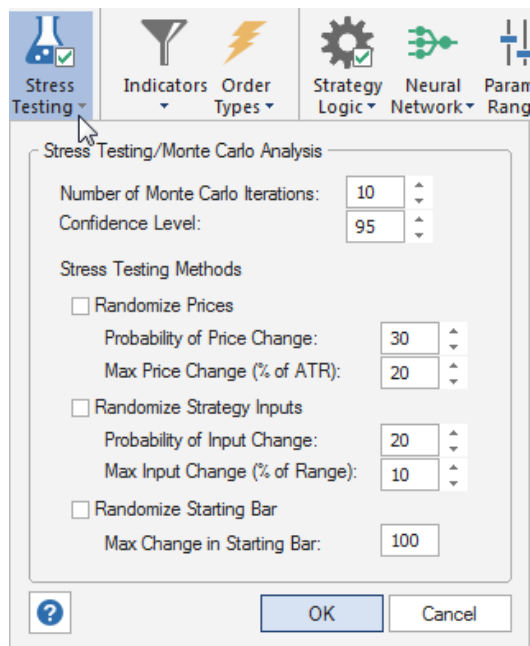 Stress Indicators Order Strategy Neural Param
Testing Types Logic Network Rang
Stress Testing/Monte Carlo Analysis
Number of Monte Carlo Iterations: 10
Confidence Level: 95
Stress Testing Methods
Randomize Prices
Probability of Price Change: 30
Max Price Change (% of ATR): 20
Randomize Strategy Inputs
Probability of Input Change: 20
Max Input Change (% of Range): 10
Randomize Starting Bar
Max Change in Starting Bar: 100
? OK Cancel